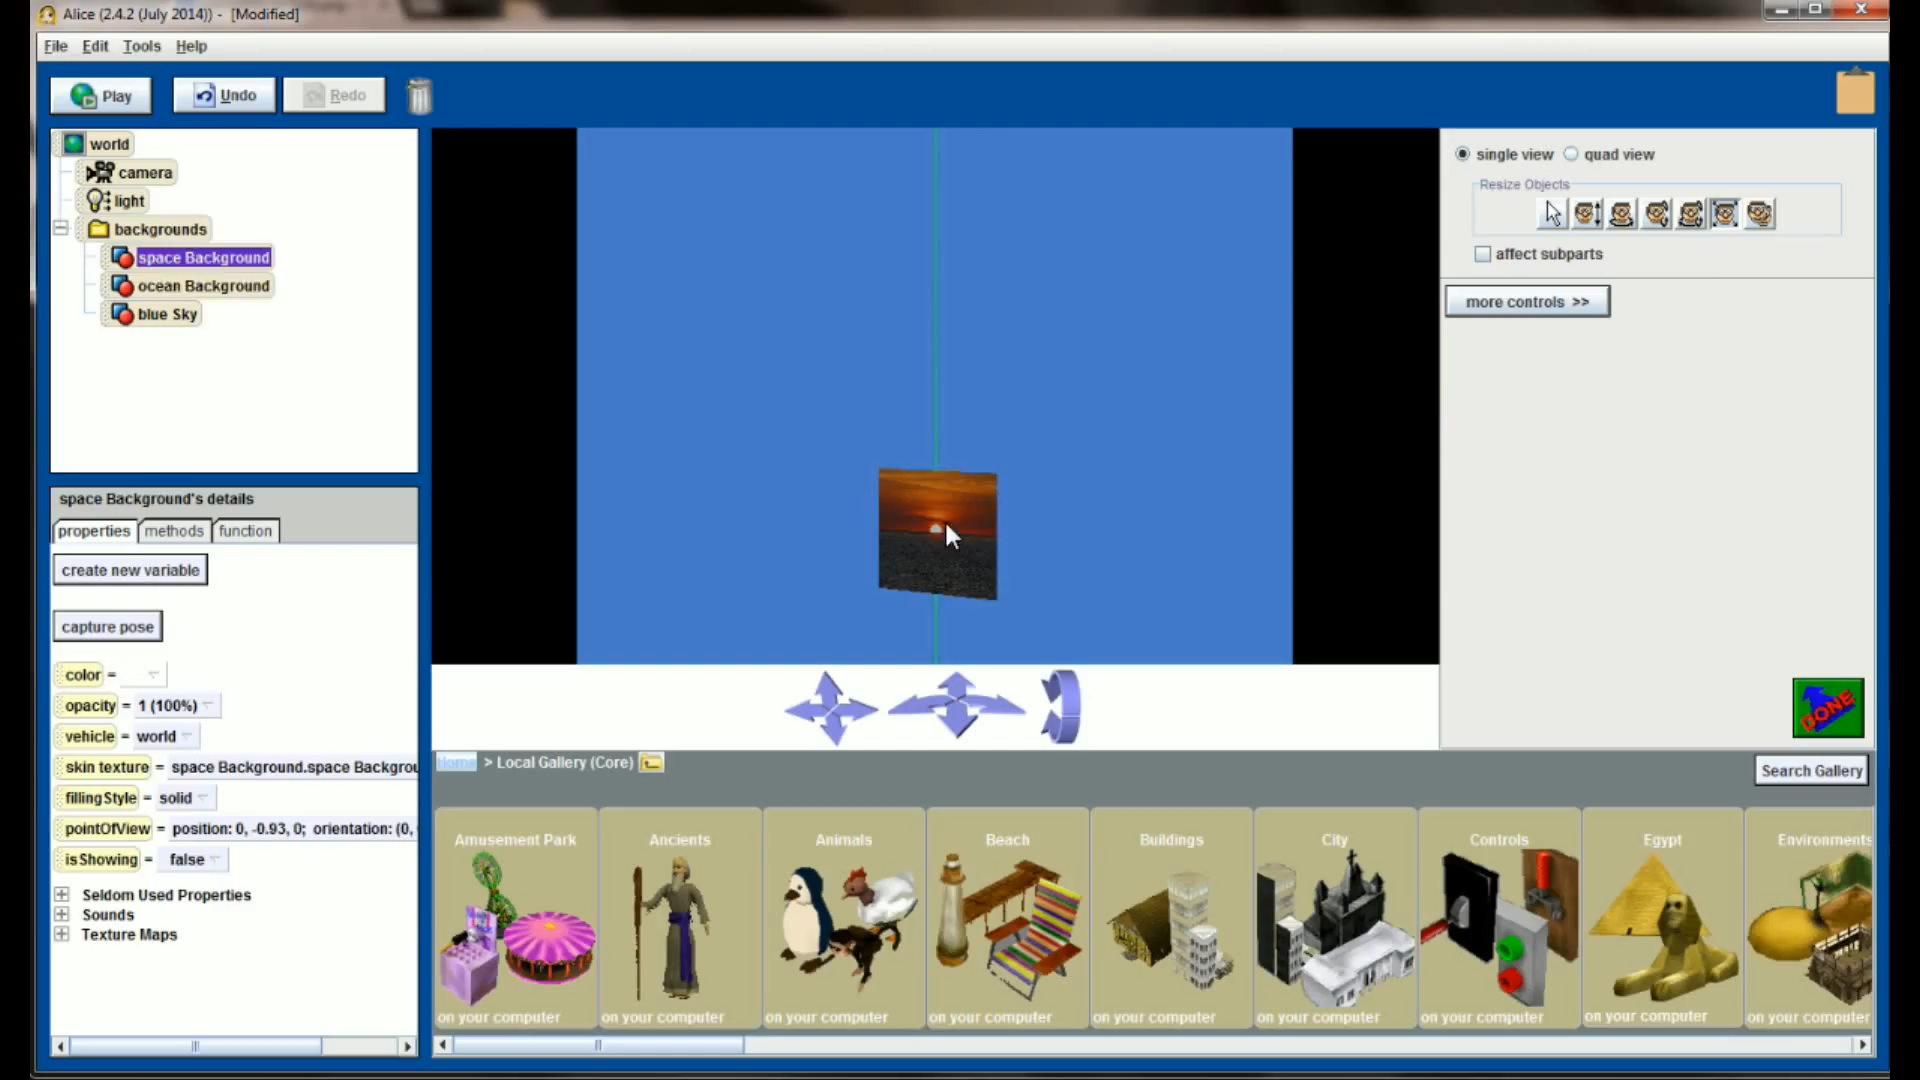 Alice (2.4.2 (July 2014)) - [Modified]
File Edit Tools Help
Play Undo Redo
world
camera
light
backgrounds
space Background
ocean Background
blue Sky
single view quad view
Resize Objects
affect subparts
more controls >>
space Background's details
properties methods function
create new variable
capture pose
color =
opacity = 1 (100%)
vehicle = world
skin texture = space Background.space Backgrou
fillingStyle = solid
pointOfView = position: 0, -0.93, 0; orientation: (0,
isShowing = false
Seldom Used Properties
Sounds
Texture Maps
DONE
Home > Local Gallery (Core)
Search Gallery
Amusement Park Ancients Animals Beach Buildings City Controls Egypt Environments
on your computer on your computer on your computer on your computer on your computer on your computer on your computer on your computer on your computer